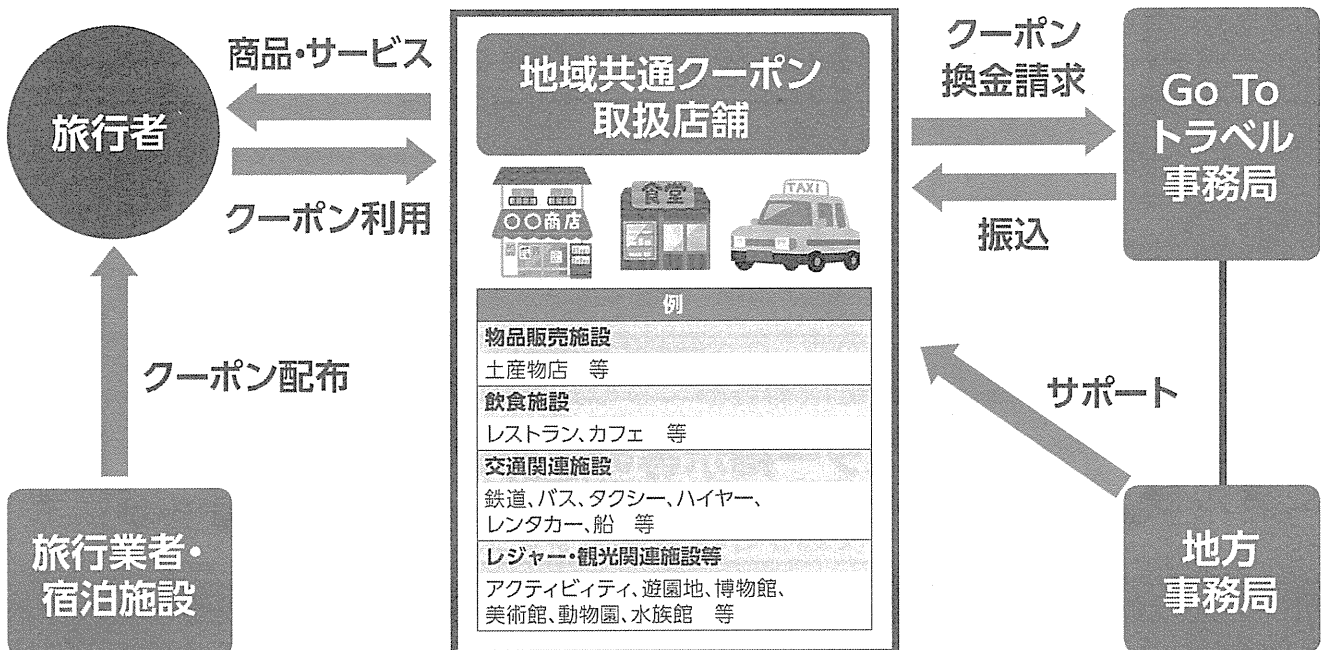 旅行者
商品・サービス
クーポン利用
クーポン配布
旅行業者・
宿泊施設
地域共通クーポン
取扱店舗
〇〇商店
食堂
TAXI
例
物品販売施設
土産物店 等
飲食施設
レストラン、カフェ 等
交通関連施設
鉄道、バス、タクシー、ハイヤー、
レンタカー、船 等
レジャー・観光関連施設等
アクティビィティ、遊園地、博物館、
美術館、動物園、水族館 等
クーポン
換金請求
振込
サポート
Go To
トラベル
事務局
地方
事務局